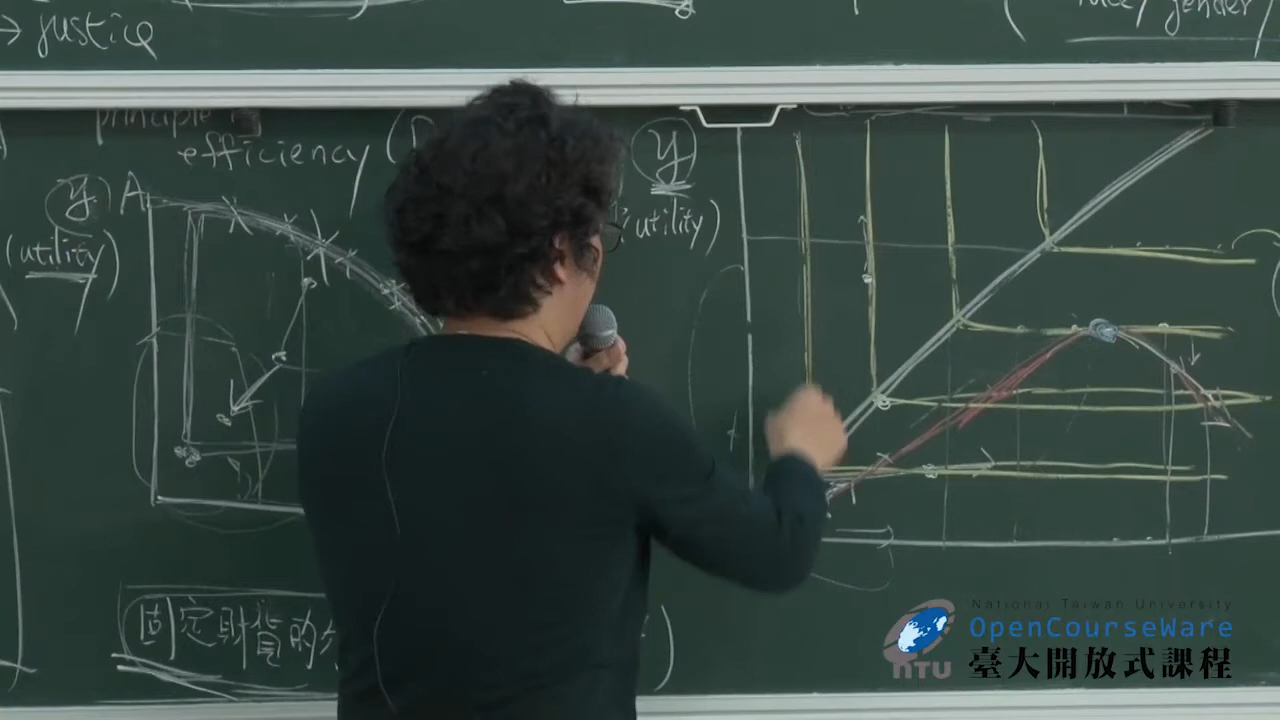 → justice
gender/
principle
efficiency (
y
A
(utility)
y
utility)
固定財貨的
National Taiwan University
OpenCourseWare
NTU
臺大開放式課程